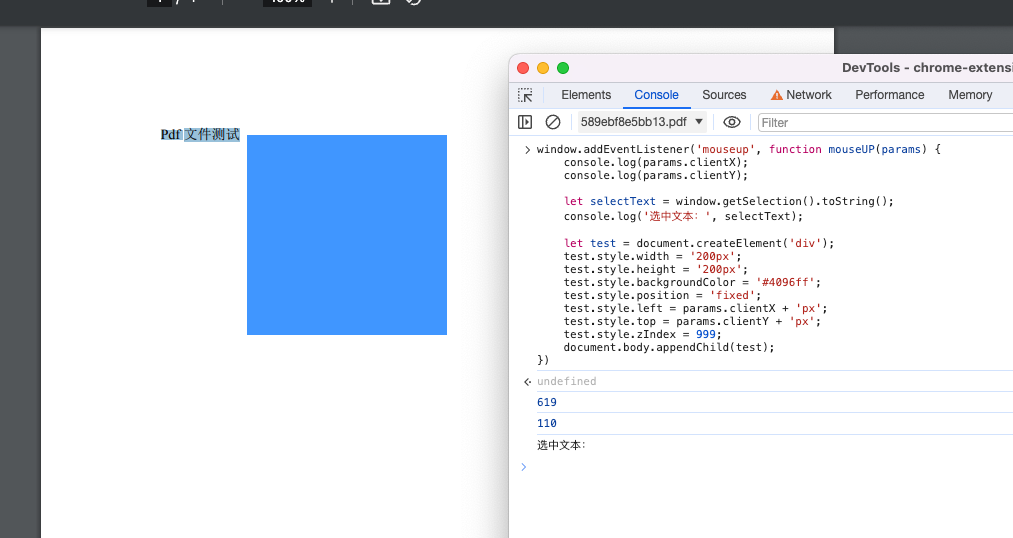 Pdf 文件测试
DevTools - chrome-extensi
Elements Console Sources Network Performance Memory
589ebf8e5bb13.pdf Filter
window.addEventListener('mouseup', function mouseUP(params) {
console.log(params.clientX);
console.log(params.clientY);
let selectText = window.getSelection().toString();
console.log('选中文本: ', selectText);
let test = document.createElement('div');
test.style.width = '200px';
test.style.height = '200px';
test.style.backgroundColor = '#4096ff';
test.style.position = 'fixed';
test.style.left = params.clientX + 'px';
test.style.top = params.clientY + 'px';
test.style.zIndex = 999;
document.body.appendChild(test);
})
undefined
619
110
选中文本: